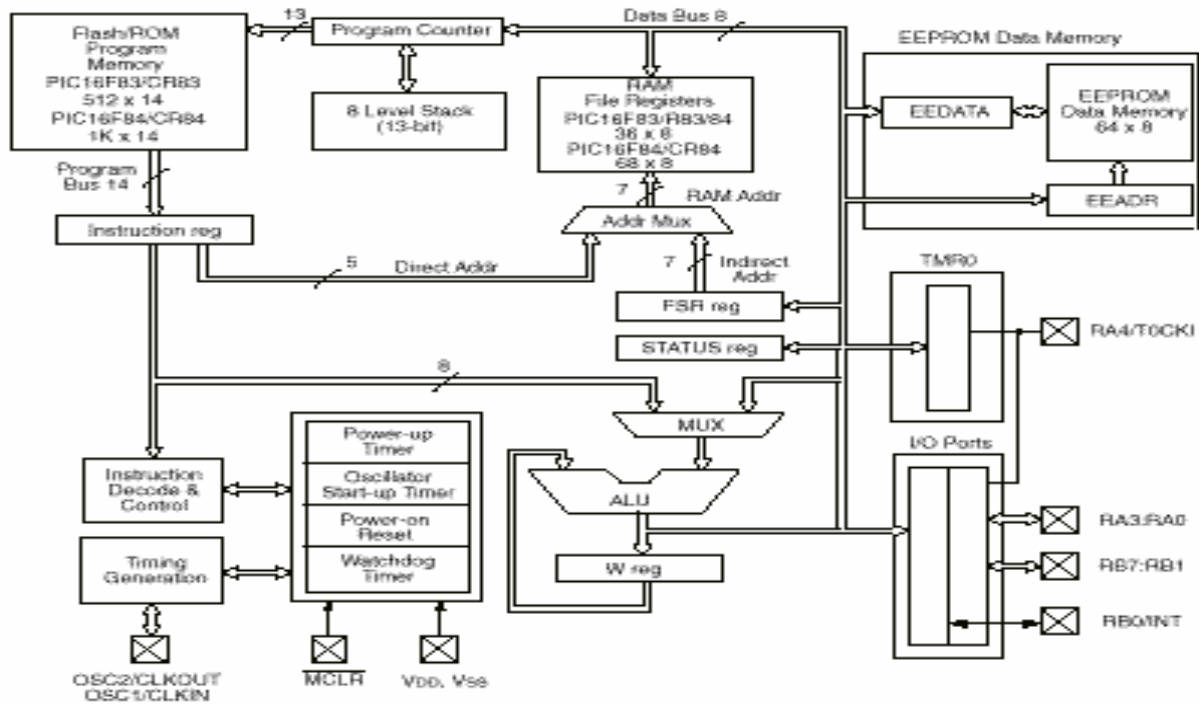 Flash/ROM
Program
Memory
PIC16F83/CR83
512 x 14
PIC16F84/CR84
1K x 14
13
Program Counter
8 Level Stack
(13-bit)
Data Bus 8
RAM
File Registers
PIC16F83/R83/84
36 x 8
PIC16F84/CR84
68 x 8
EEPROM Data Memory
EEDATA
EEPROM
Data Memory
64 x 8
EEADR
Program
Bus 14
Instruction reg
7
RAM Addr
Addr Mux
5
Direct Addr
7
Indirect
Addr
FSR reg
STATUS reg
TMR0
RA4/T0CKI
8
MUX
ALU
W reg
I/O Ports
RA3:RA0
RB7:RB1
RB0/INT
Instruction
Decode &
Control
Timing
Generation
Power-up
Timer
Oscillator
Start-up Timer
Power-on
Reset
Watchdog
Timer
OSC2/CLKOUT
OSC1/CLKIN
MCLR
VDD, VSS